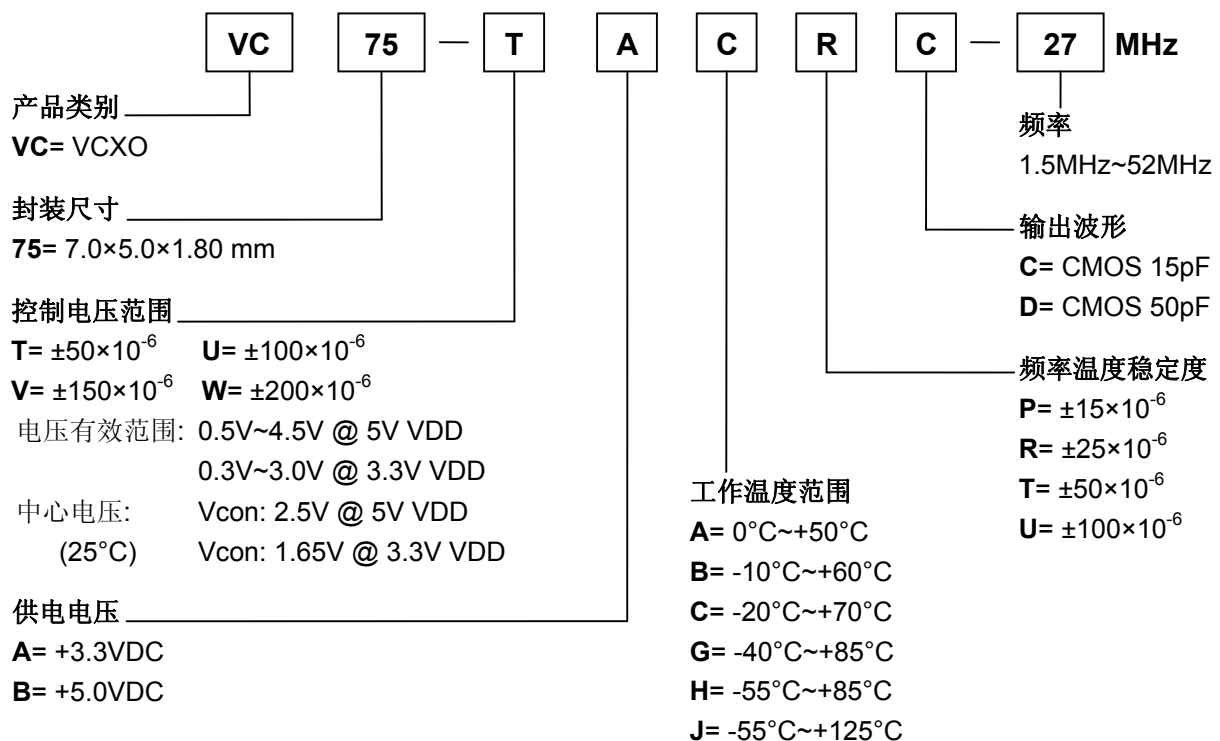 VC 75 — T A C R C — 27 MHz
产品类别
VC= VCXO
封装尺寸
75= 7.0×5.0×1.80 mm
控制电压范围
T= ±50×10⁻⁶ U= ±100×10⁻⁶
V= ±150×10⁻⁶ W= ±200×10⁻⁶
电压有效范围: 0.5V~4.5V @ 5V VDD
0.3V~3.0V @ 3.3V VDD
中心电压: Vcon: 2.5V @ 5V VDD
(25°C) Vcon: 1.65V @ 3.3V VDD
供电电压
A= +3.3VDC
B= +5.0VDC
工作温度范围
A= 0°C~+50°C
B= -10°C~+60°C
C= -20°C~+70°C
G= -40°C~+85°C
H= -55°C~+85°C
J= -55°C~+125°C
频率
1.5MHz~52MHz
输出波形
C= CMOS 15pF
D= CMOS 50pF
频率温度稳定度
P= ±15×10⁻⁶
R= ±25×10⁻⁶
T= ±50×10⁻⁶
U= ±100×10⁻⁶